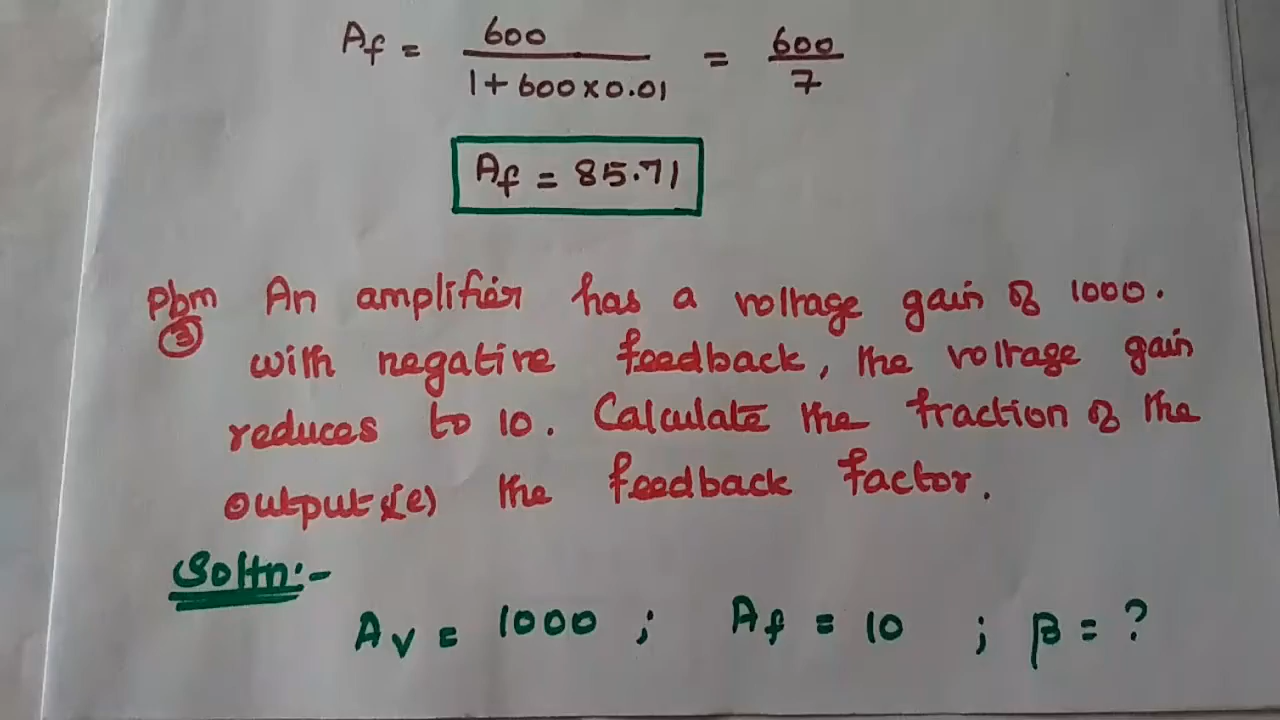 Af = 600 / 1+600×0.01 = 600 / 7
Af = 85.71
Pbm An amplifier has a voltage gain of 1000.
③ with negative feedback, the voltage gain
reduces to 10. Calculate the fraction of the
output (e) the feedback factor.
Soltn:-
Av = 1000 ; Af = 10 ; β = ?